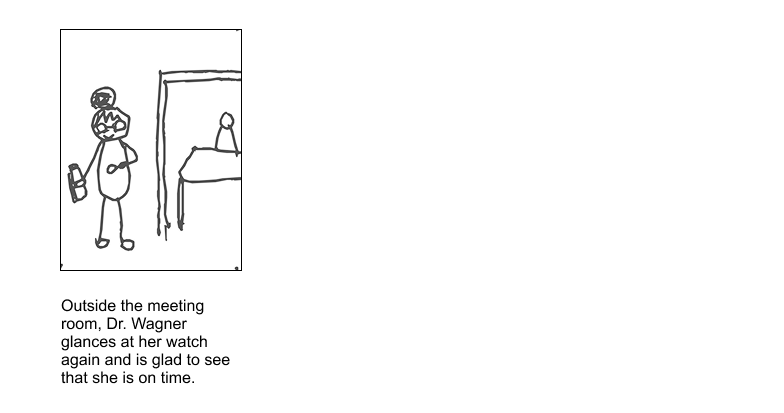 Outside the meeting
room, Dr. Wagner
glances at her watch
again and is glad to see
that she is on time.